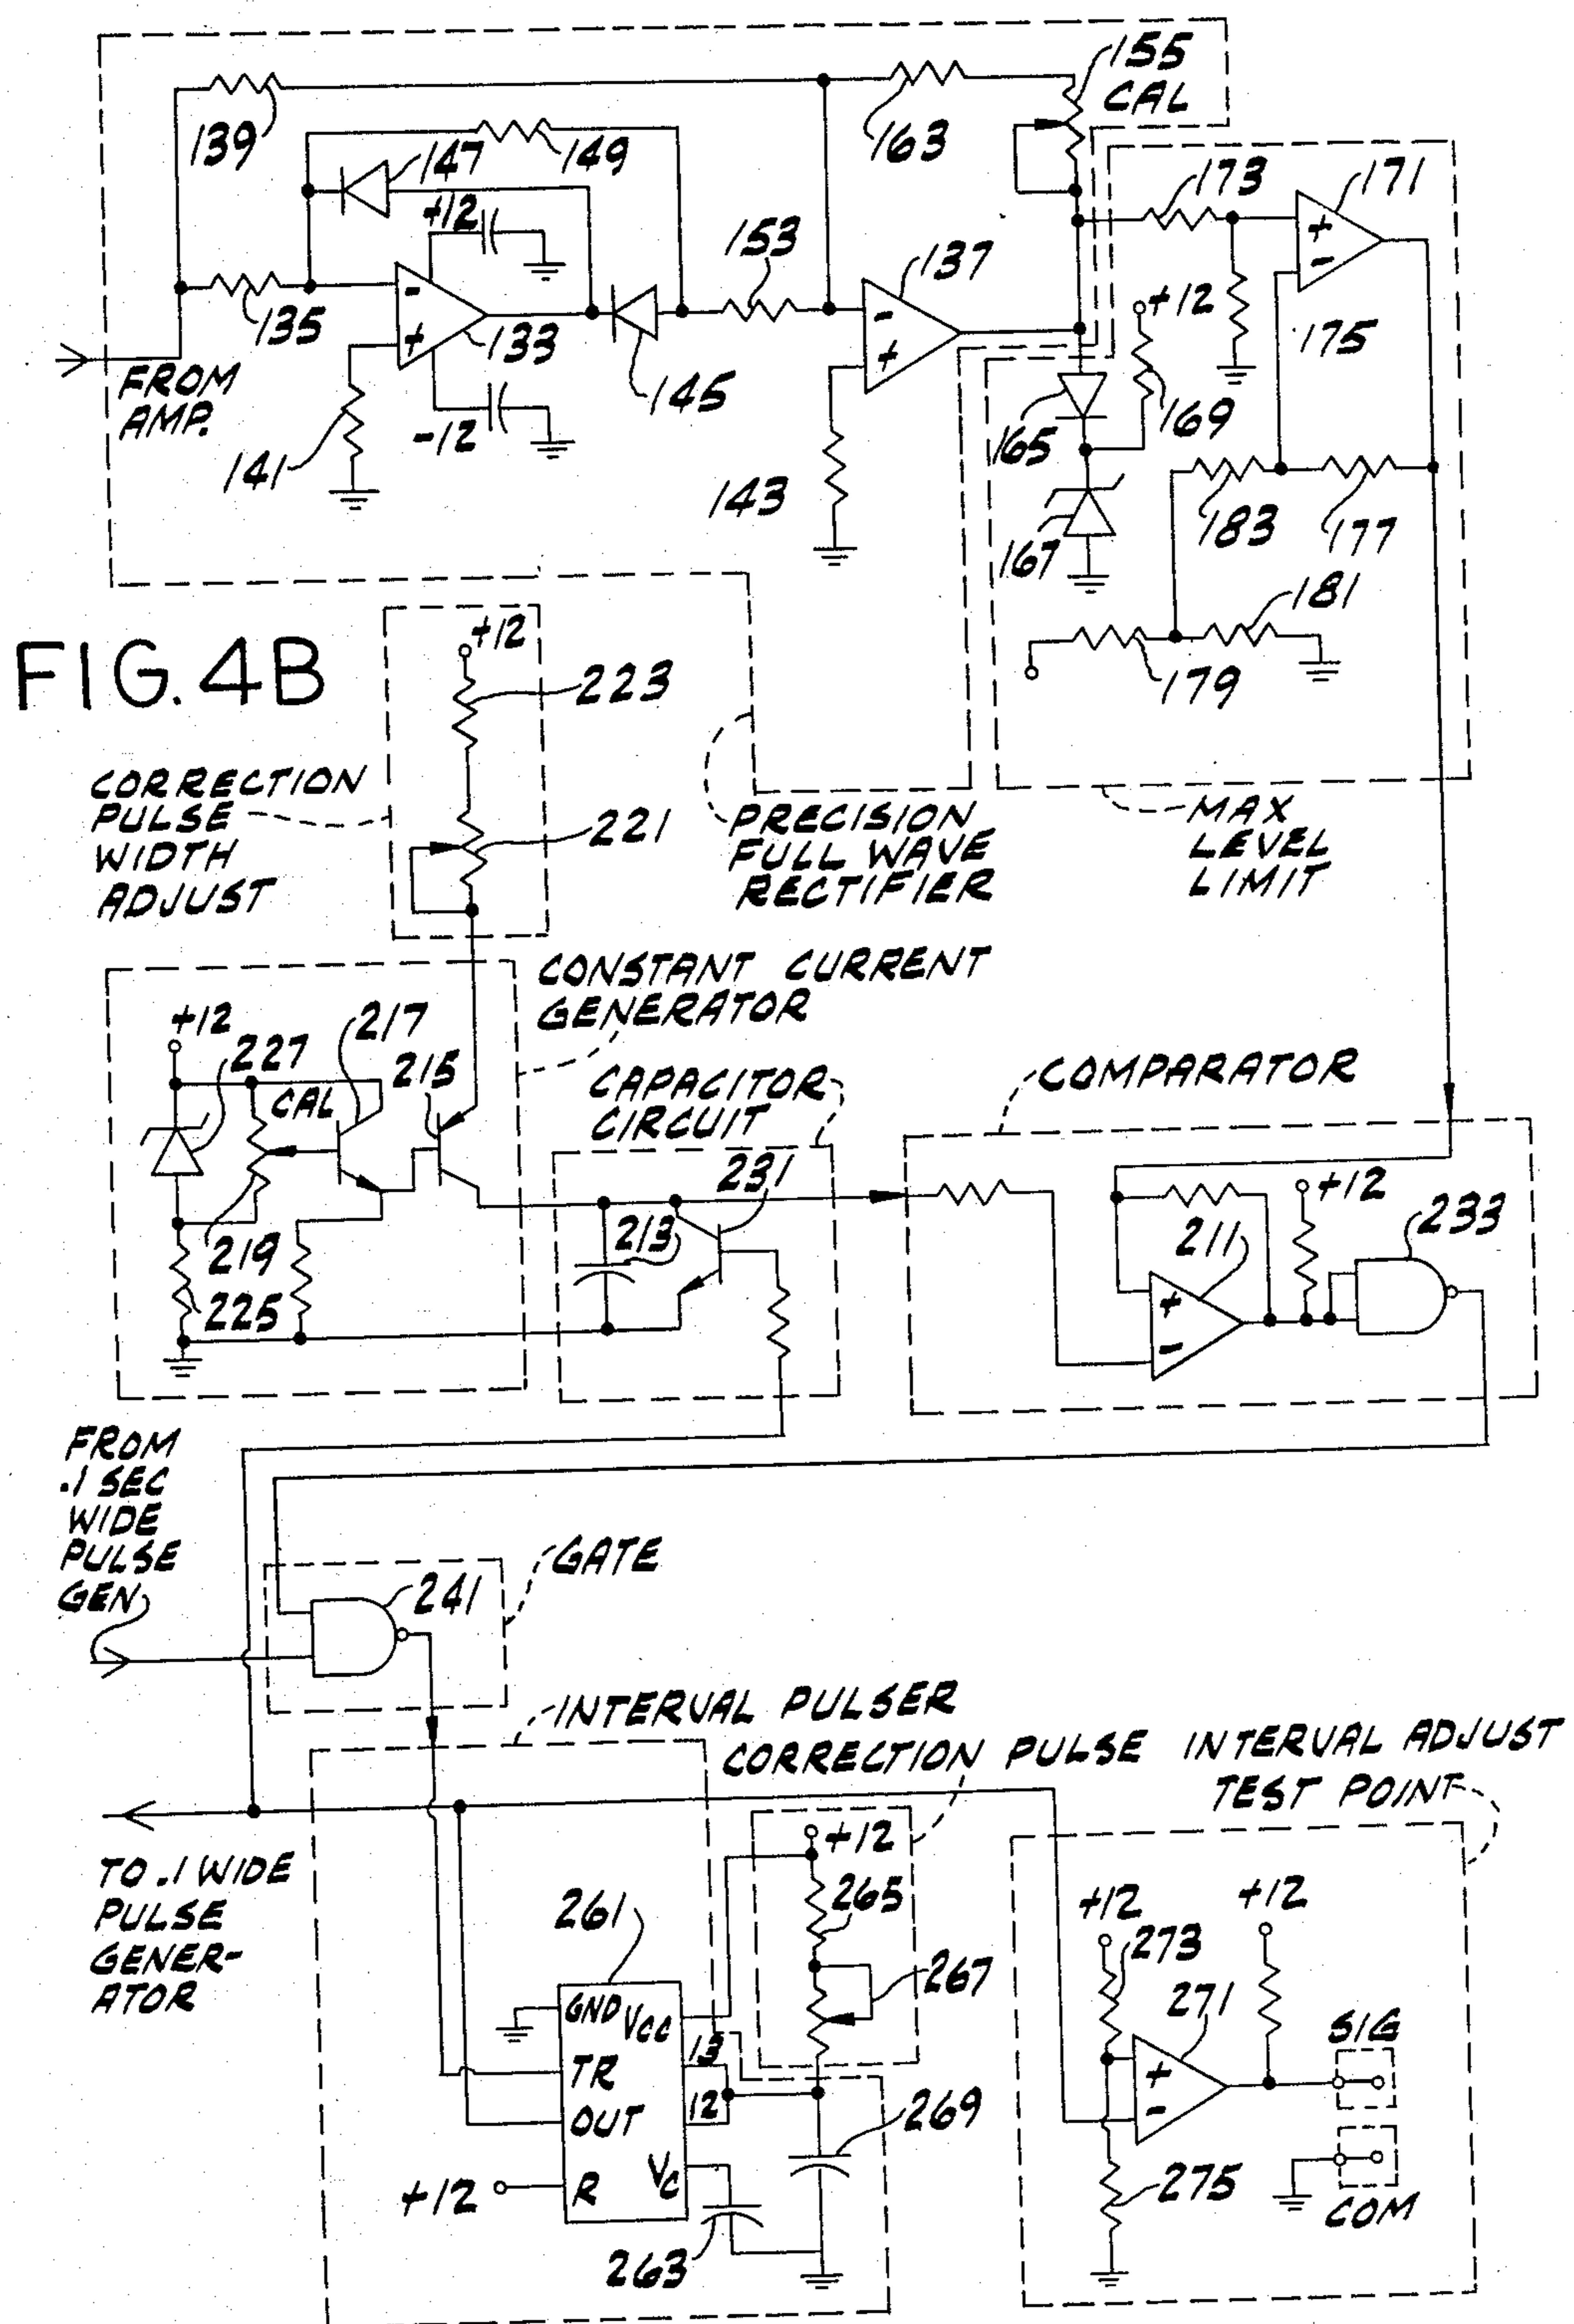 155
CAL
139
147
149
163
173
171
+12
153
137
-
+
135
133
-
+
+
-
+12
175
FROM
AMP.
145
165
169
-12
141
143
183
177
167
181
179
FIG. 4B
+12
223
CORRECTION
PULSE
WIDTH
ADJUST
221
PRECISION
FULL WAVE
RECTIFIER
MAX
LEVEL
LIMIT
CONSTANT CURRENT
GENERATOR
+12
227
217
CAL
215
CAPACITOR
CIRCUIT
COMPARATOR
231
+12
213
211
233
219
225
+
-
FROM
.1 SEC
WIDE
PULSE
GEN
GATE
241
INTERVAL PULSER
CORRECTION PULSE INTERVAL ADJUST
TEST POINT
TO .1 WIDE
PULSE
GENER-
ATOR
+12
265
267
261
GND
VCC
13
TR
12
OUT
R
VC
+12
263
269
+12
+12
273
271
+
-
SIG
275
COM